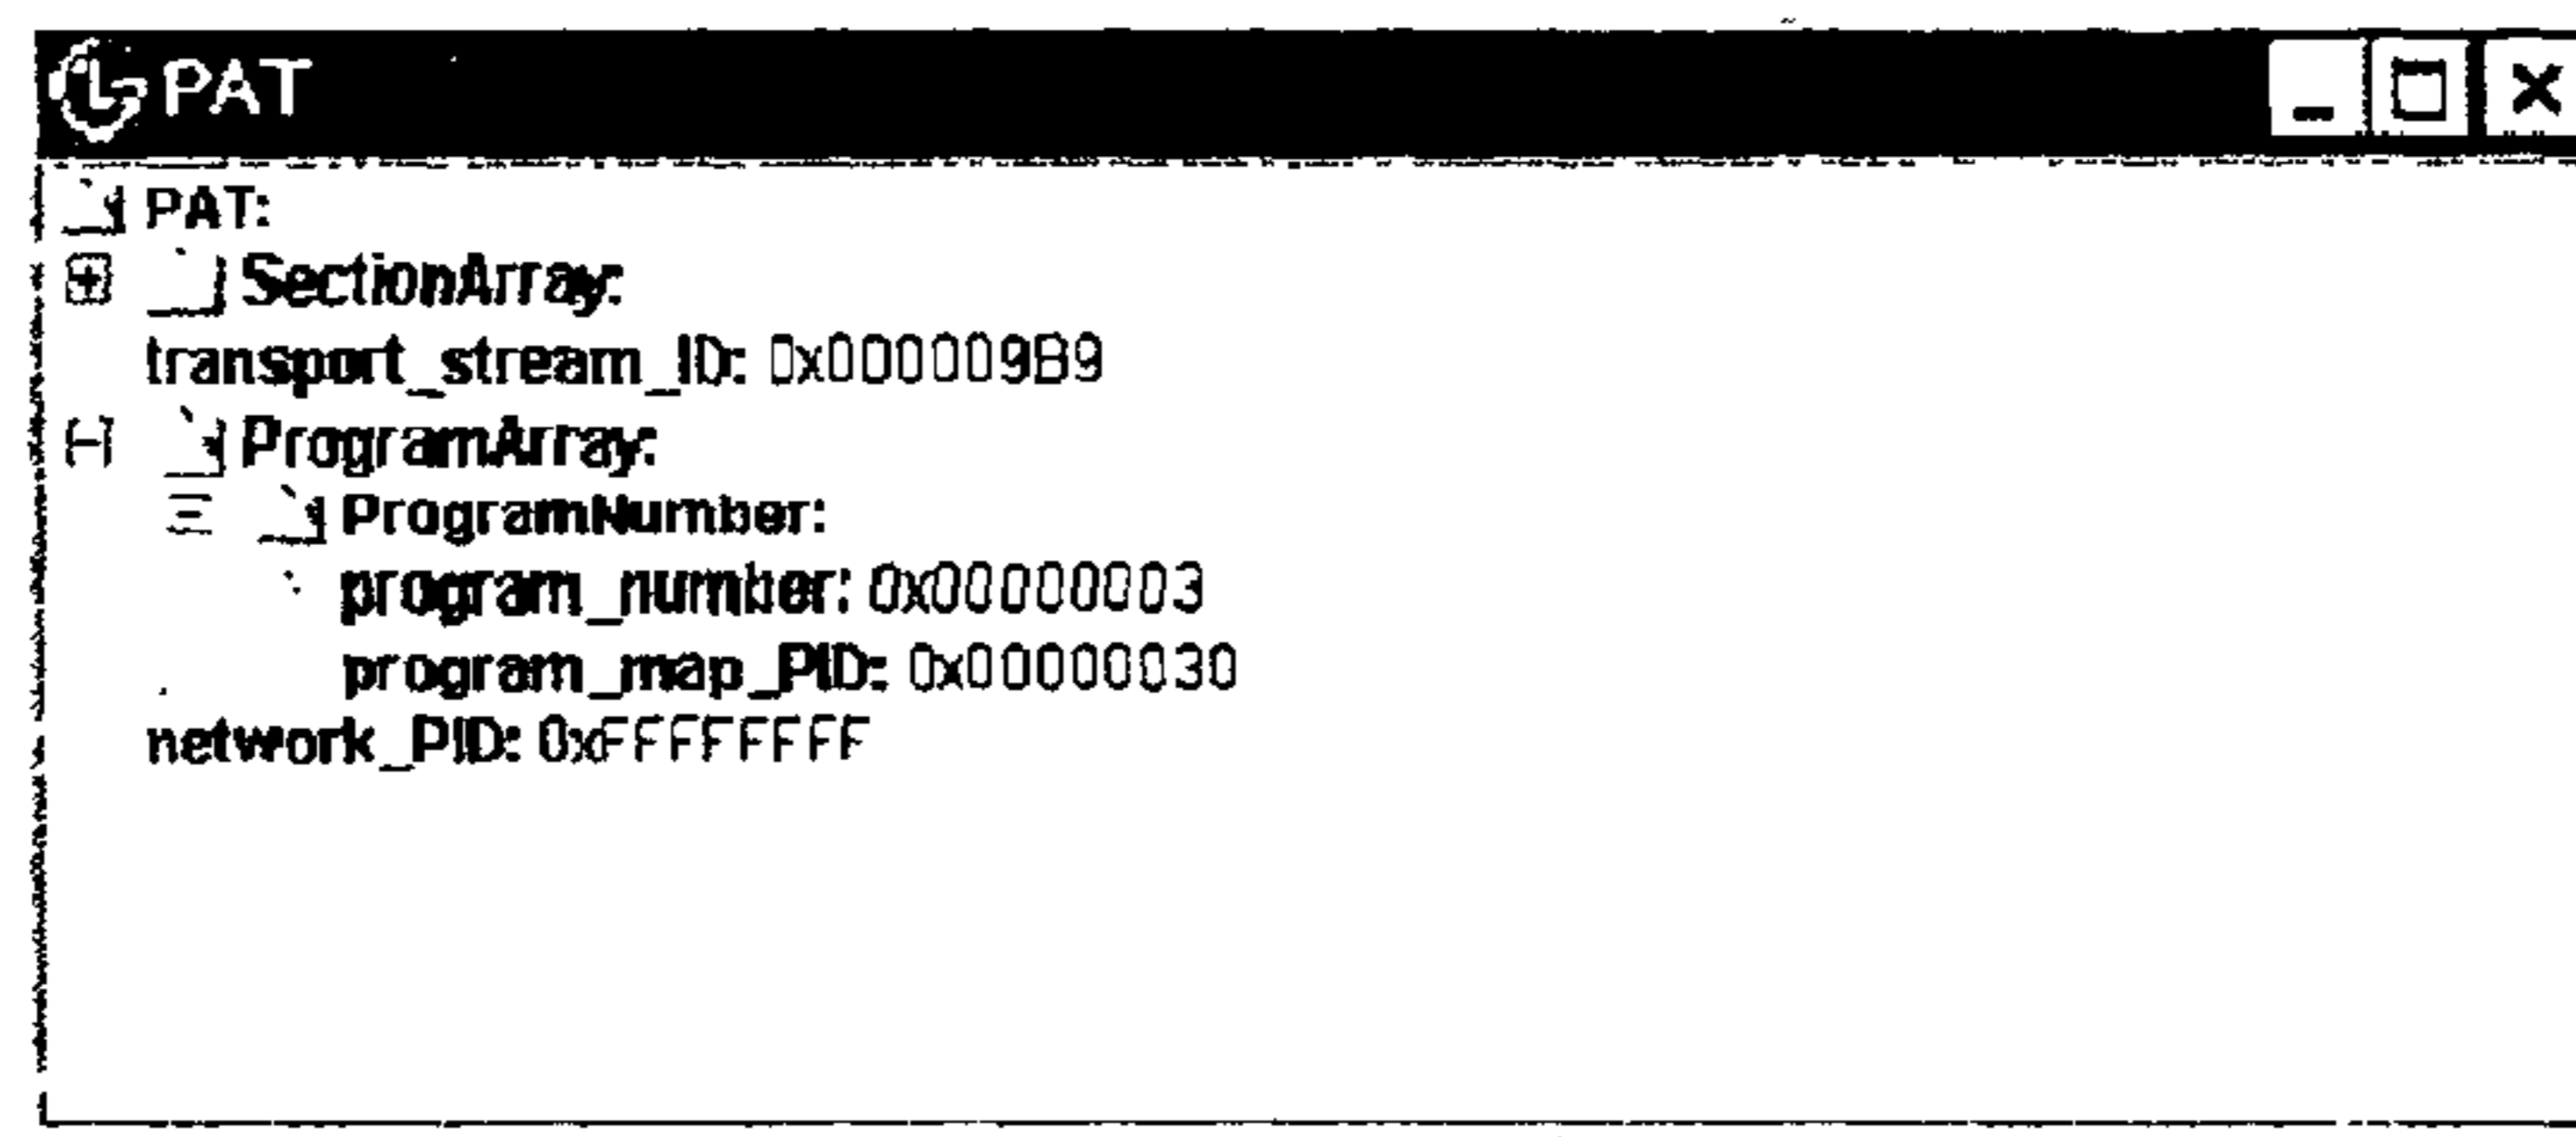 PAT
PAT:
SectionArray:
transport_stream_ID: 0x000009B9
ProgramArray:
ProgramNumber:
program_number: 0x00000003
program_map_PID: 0x00000030
network_PID: 0xFFFFFFFF